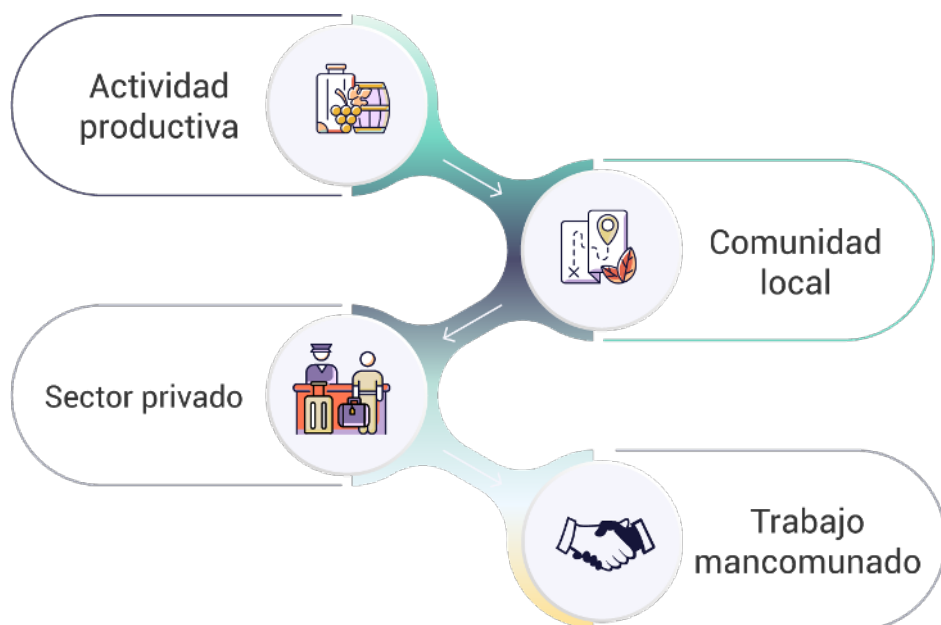 Actividad
productiva
Comunidad
local
Sector privado
Trabajo
mancomunado